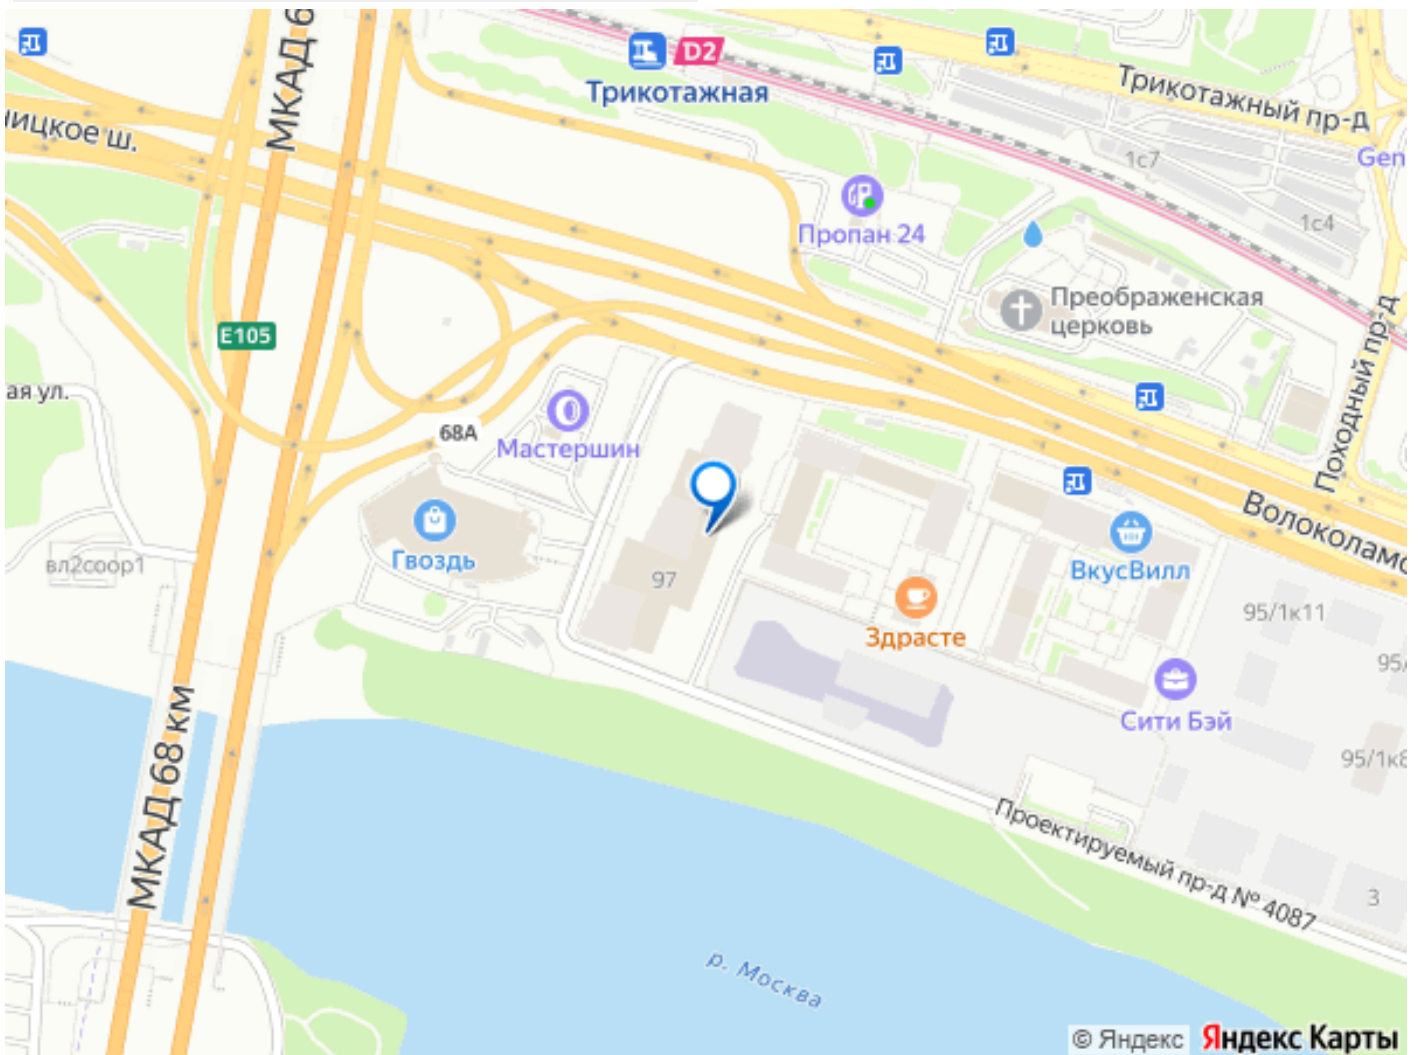 МКАД 6
D2
Трикотажная
Трикотажный пр-д
ицкое ш.
1с7
Gen
Пропан 24
1с4
Преображенская
церковь
E105
Походный пр-д
ая ул.
68А
Мастершин
Волоколамс
Гвоздь
вл2соор1
97
ВкусВилл
Здрасте
95/1к11
95/
Сити Бэй
МКАД 68 км
95/1к8
Проектируемый пр-д № 4087
3
р. Москва
© Яндекс Яндекс Карты